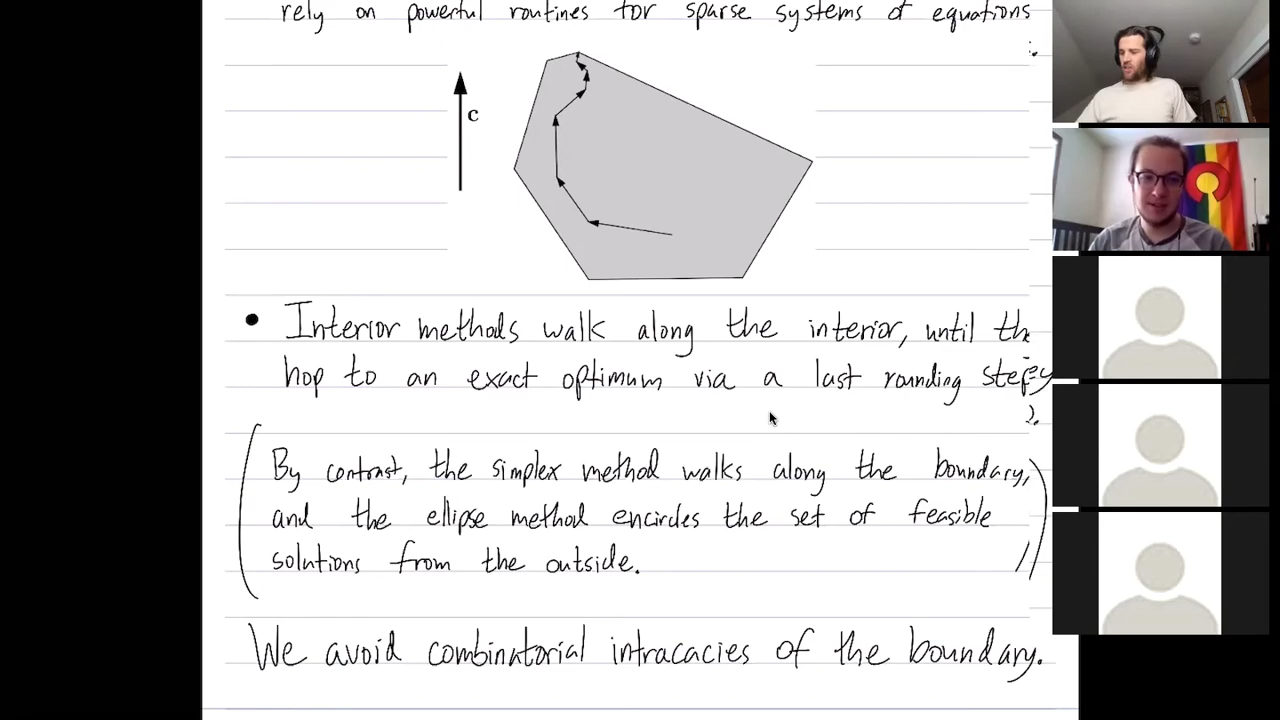 rely on powerful routines for sparse systems of equations
c
• Interior methods walk along the interior, until
hop to an exact optimum via a last rounding step
(By contrast, the simplex method walks along the boundary,
and the ellipse method encircles the set of feasible
solutions from the outside. //)
We avoid combinatorial intracacies of the boundary.